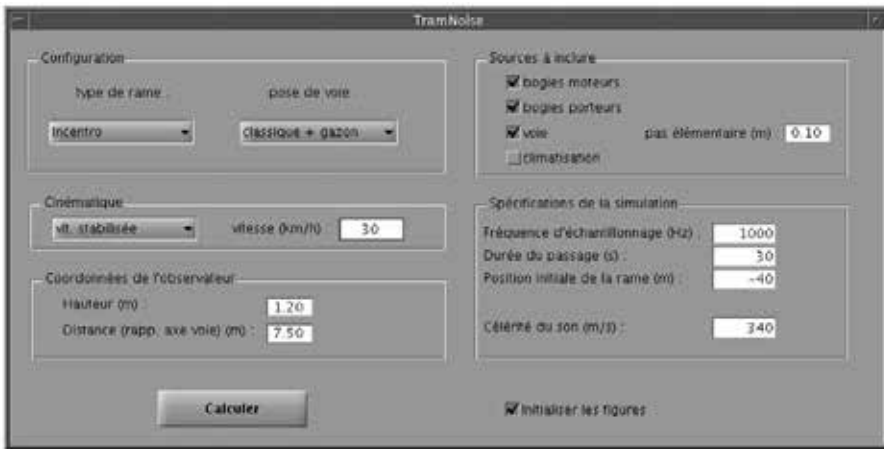 TramNoise
Configuration
type de rame
pose de voie
Incentro
classique + gazon
Cinématique
vit. stabilisée
vitesse (km/h) :
30
Coordonnées de l'observateur
Hauteur (m) :
1.20
Distance (rapp. axe voie) (m) :
7.50
Calculer
Sources à inclure
bogies moteurs
bogies porteurs
voie
pas élémentaire (m)
0.10
climatisation
Spécifications de la simulation
Fréquence d'échantillonnage (Hz) :
1000
Durée du passage (s) :
30
Position initiale de la rame (m) :
-40
Célérité du son (m/s) :
340
Initialiser les figures